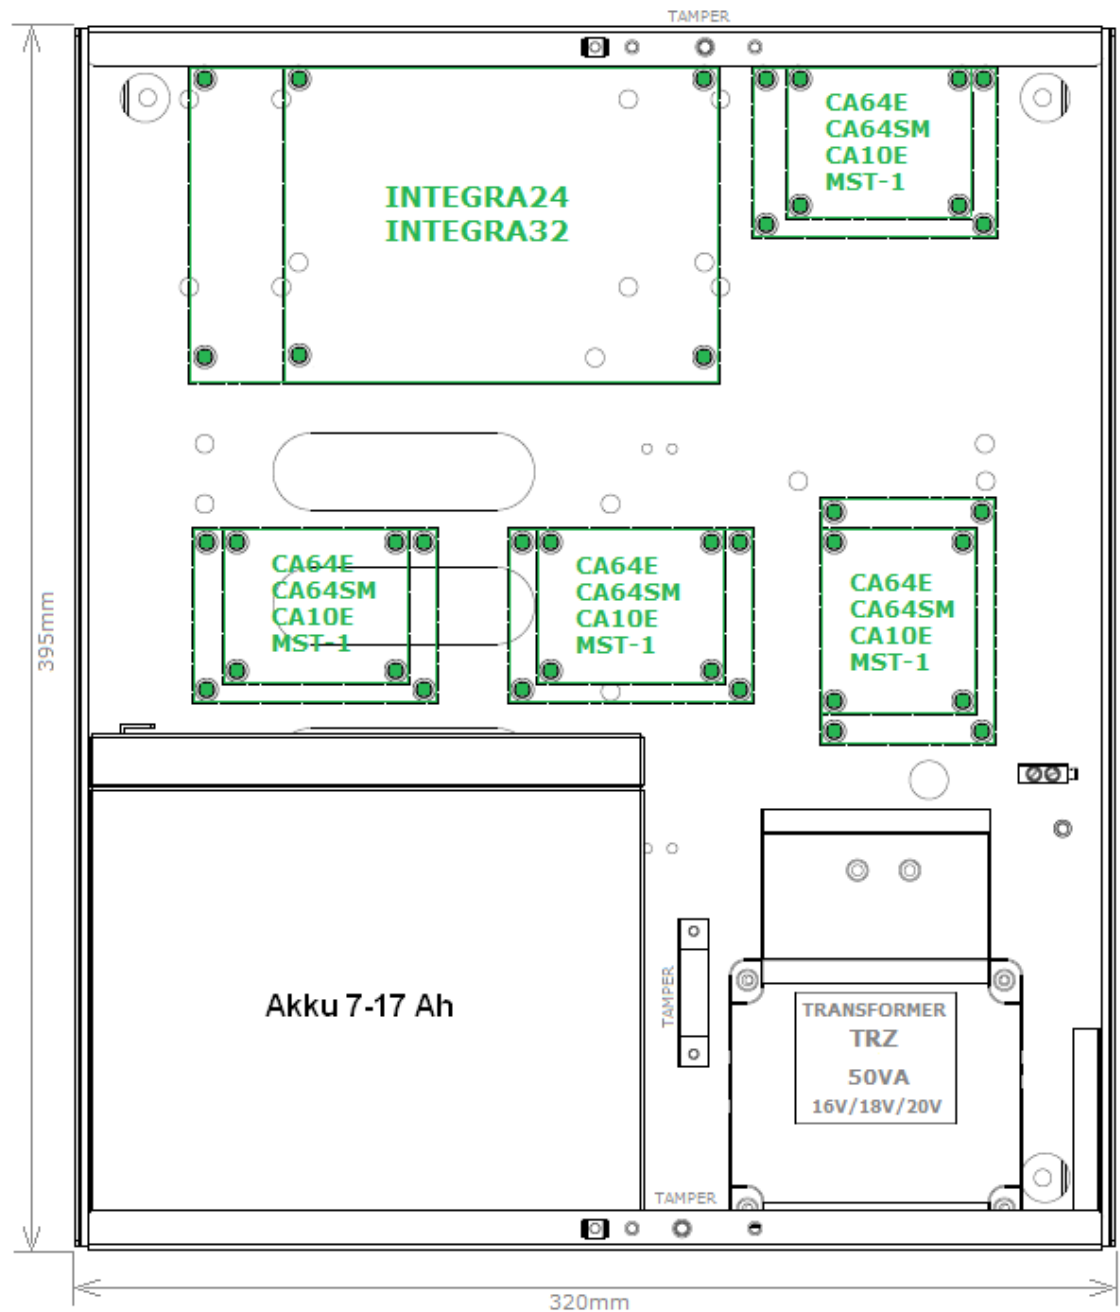 TAMPER
CA64E
CA64SM
CA10E
MST-1
INTEGRA24
INTEGRA32
CA64E
CA64SM
CA10E
MST-1
CA64E
CA64SM
CA10E
MST-1
CA64E
CA64SM
CA10E
MST-1
395mm
Akku 7-17 Ah
TAMPER
TRANSFORMER
TRZ
50VA
16V/18V/20V
TAMPER
320mm